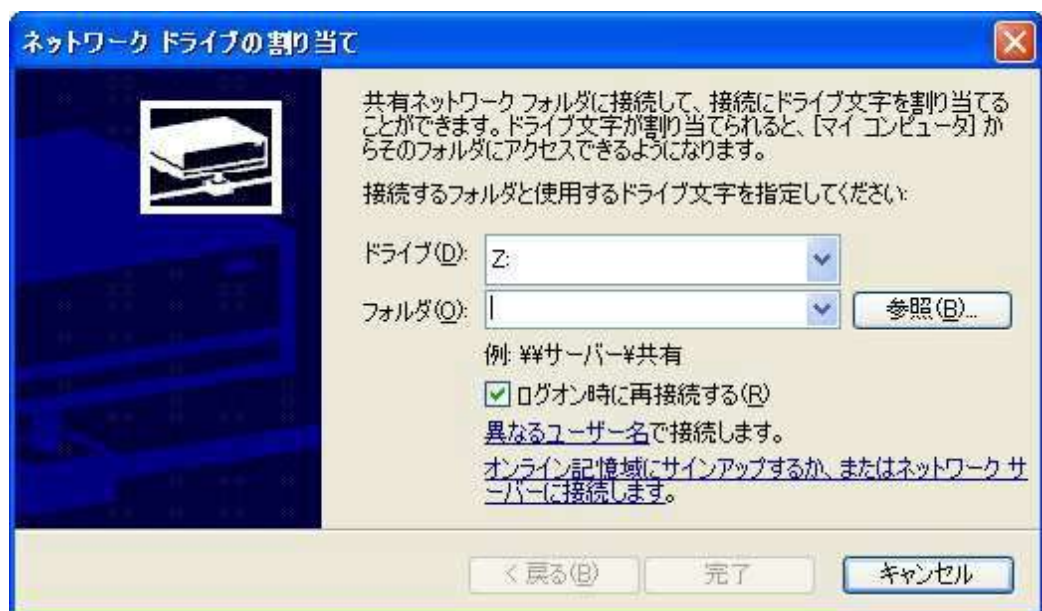 ネットワーク ドライブの割り当て
共有ネットワーク フォルダに接続して、接続にドライブ文字を割り当てる
ことができます。ドライブ文字が割り当てられると、[マイ コンピュータ] か
らそのフォルダにアクセスできるようになります。
接続するフォルダと使用するドライブ文字を指定してください:
ドライブ(D): Z:
フォルダ(O): 参照(B)...
例: ¥¥サーバー¥共有
ログオン時に再接続する(R)
異なるユーザー名で接続します。
オンライン記憶域にサインアップするか、またはネットワーク サ
ーバーに接続します。
< 戻る(B) 完了 キャンセル